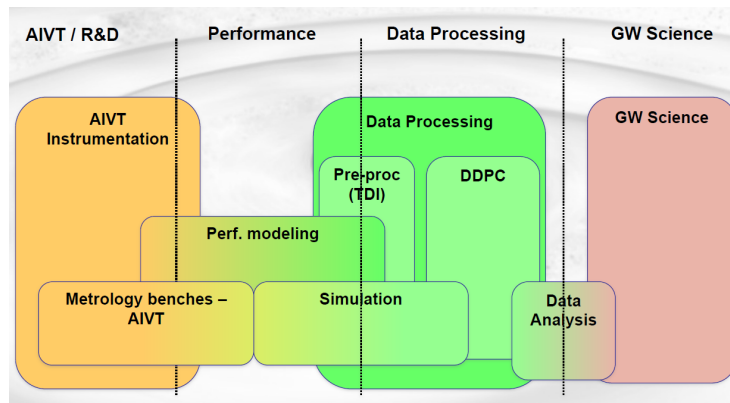 AIVT / R&D
Performance
Data Processing
GW Science
AIVT
Instrumentation
Data Processing
GW Science
Pre-proc
(TDI)
DDPC
Perf. modeling
Metrology benches –
AIVT
Simulation
Data
Analysis